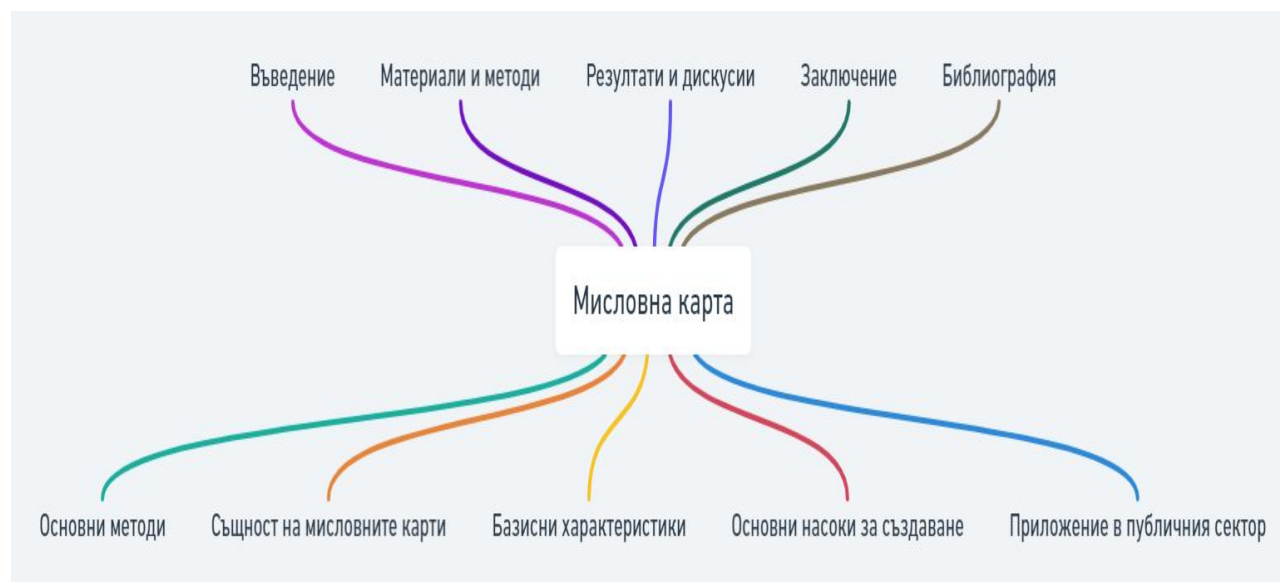 Въведение
Материали и методи
Резултати и дискусии
Заключение
Библиография
Мисловна карта
Основни методи
Същност на мисловните карти
Базисни характеристики
Основни насоки за създаване
Приложение в публичния сектор